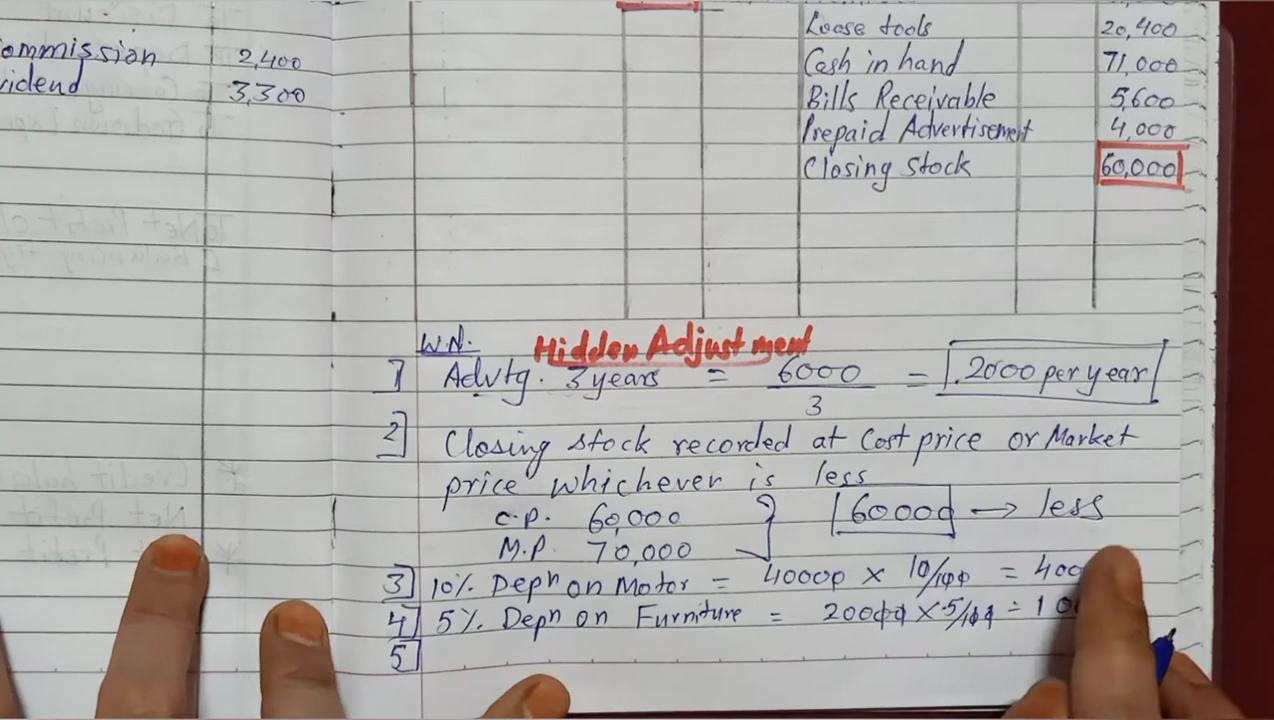 Loose tools 20,400
ommission 2,400 Cash in hand 71,000
vidend 3,300 Bills Receivable 5,600
Prepaid Advertisement 4,000
Closing Stock 60,000
W.N. Hidden Adjustment
1] Advtg. 3 years = 6000/3 = 2000 per year
2] Closing stock recorded at Cost price or Market
price whichever is less
C.P. 60,000 60000 → less
M.P. 70,000
3] 10% Depn on Motor = 40000 × 10/100 = 400
4] 5% Depn on Furniture = 20000 × 5/100 = 10
5]